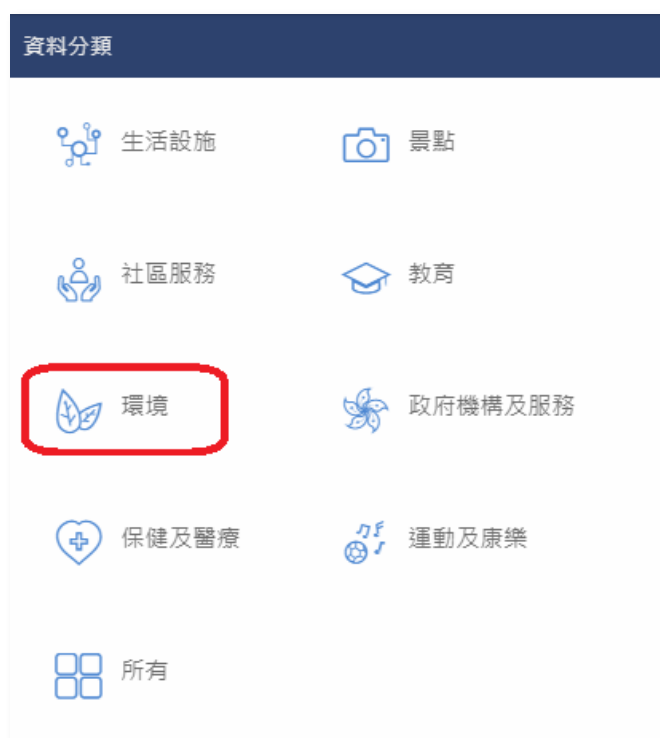 資料分類
生活設施
景點
社區服務
教育
環境
政府機構及服務
保健及醫療
運動及康樂
所有